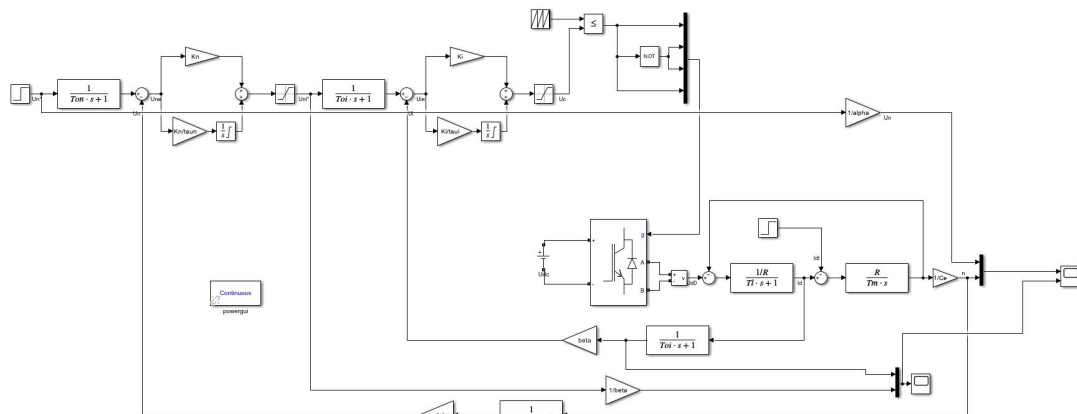 Un*
1
Ton · s + 1
Une
Un
Kn
Kn/taun
1
s
Uni*
1
Toi · s + 1
Uie
Ui
Ki
Ki/taui
1
s
Uc
≤
NOT
1/alpha
Un
g
+
-
A
B
+
-
v
Ud0
1/R
Tl · s + 1
Id
Idl
R
Tm · s
1/Ce
n
Continuous
powergui
beta
1
Toi · s + 1
1/beta
1